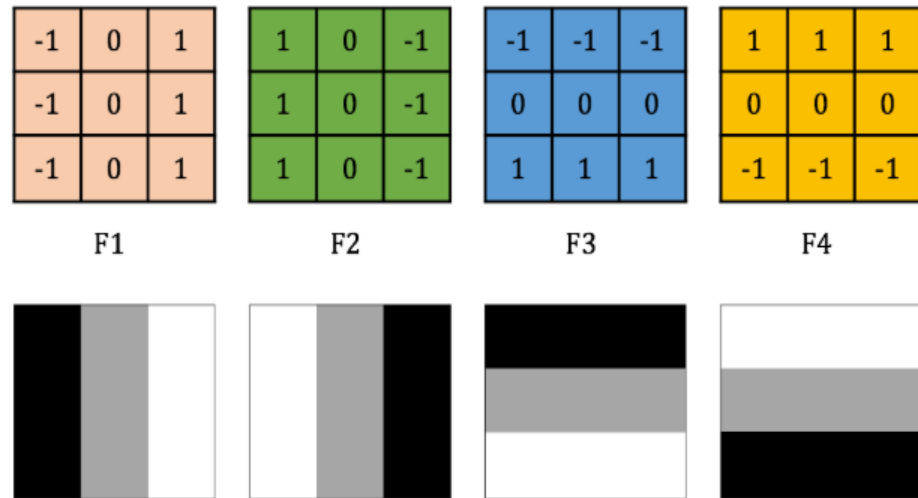 -1 0 1 1 0 -1 -1 -1 -1 1 1 1
-1 0 1 1 0 -1 0 0 0 0 0 0
-1 0 1 1 0 -1 1 1 1 -1 -1 -1
F1 F2 F3 F4